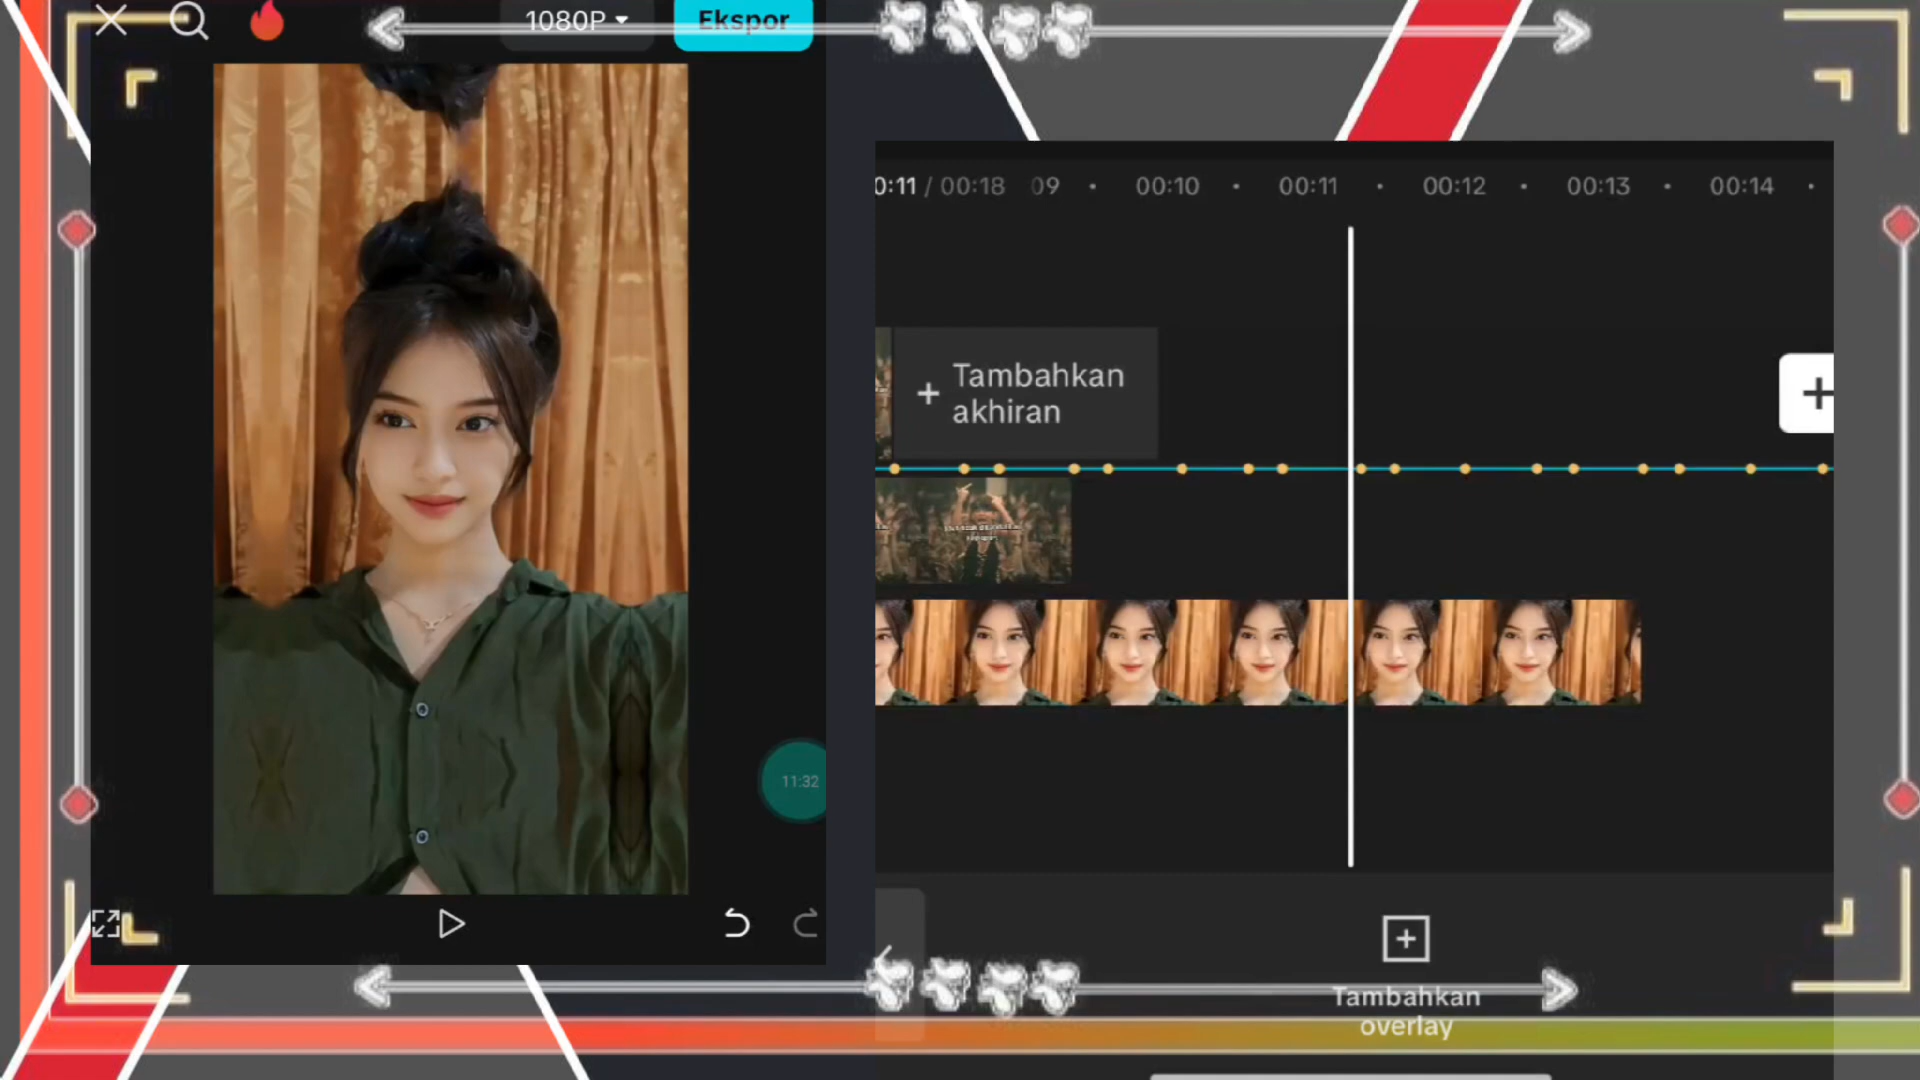 1080P
Ekspor
0:11 / 00:18 09 00:10 00:11 00:12 00:13 00:14
+ Tambahkan
akhiran
11:32
Tambahkan
overlay